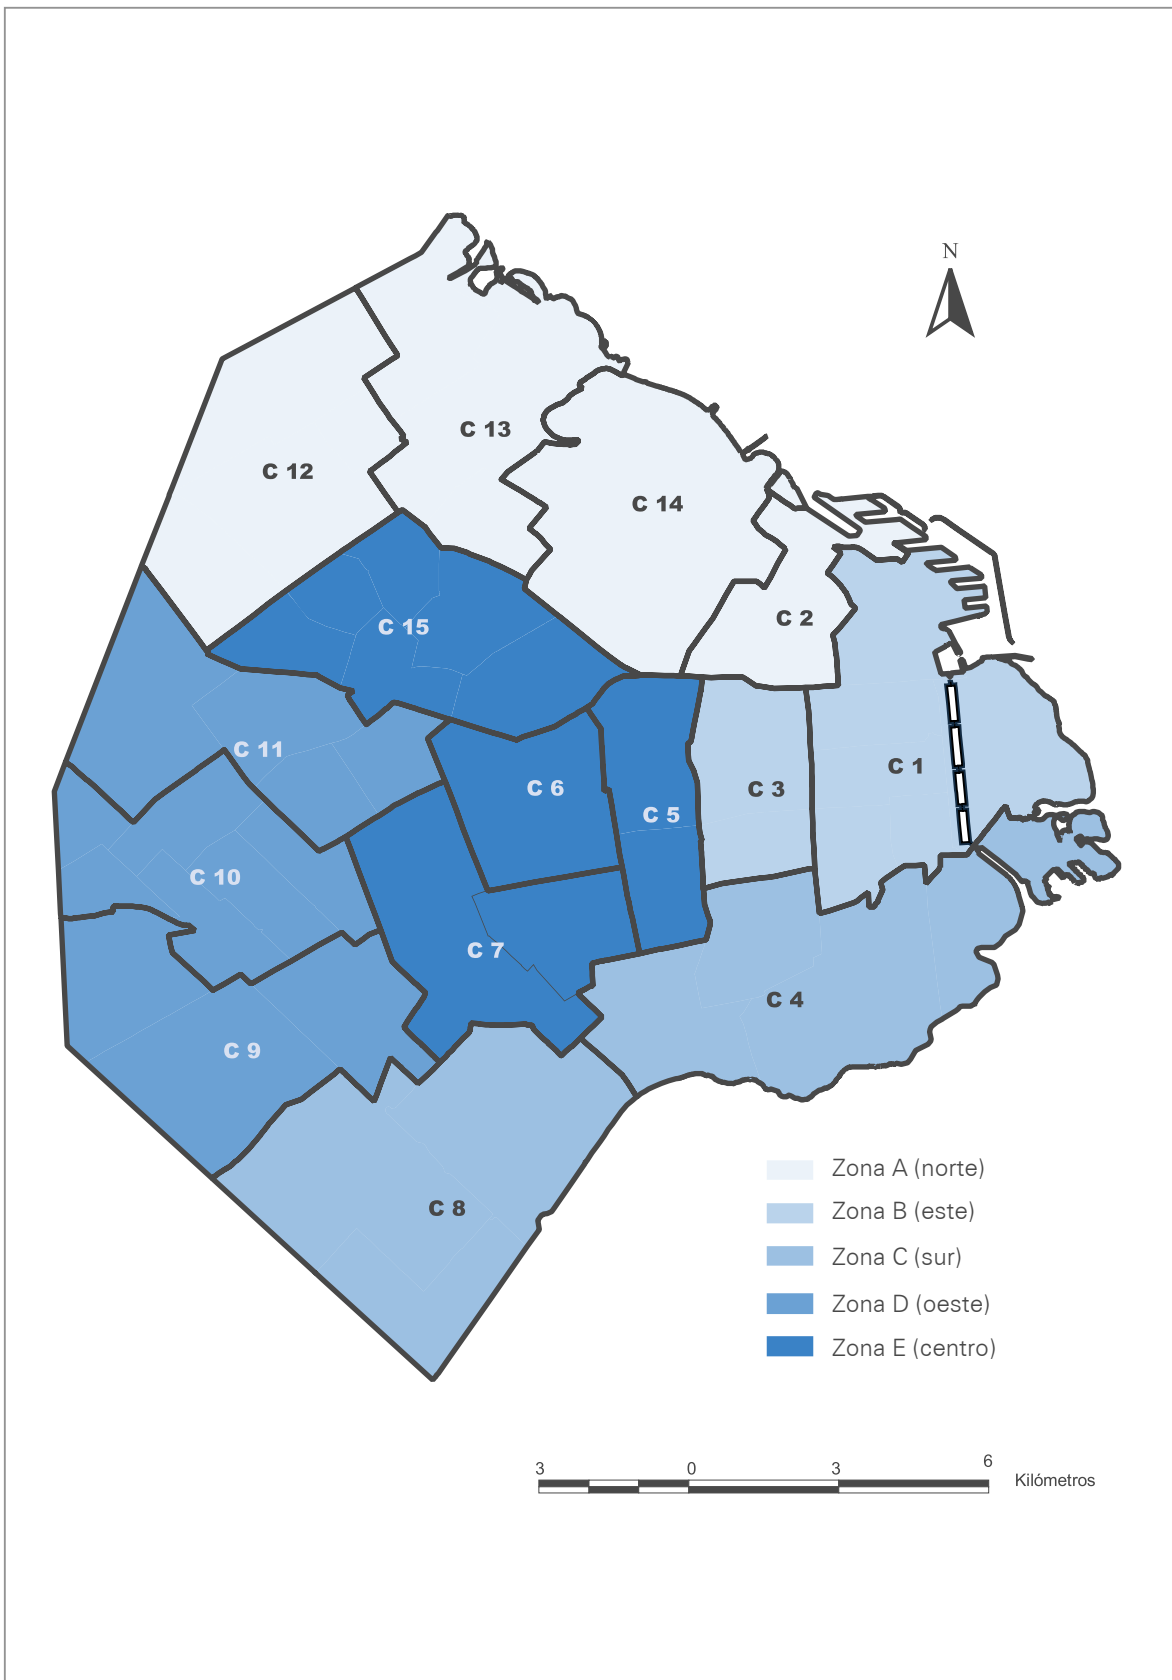 N
C 13
C 12
C 14
C 2
C 15
C 11
C 1
C 6
C 3
C 5
C 10
C 7
C 4
C 9
C 8
Zona A (norte)
Zona B (este)
Zona C (sur)
Zona D (oeste)
Zona E (centro)
3 0 3 6 Kilómetros